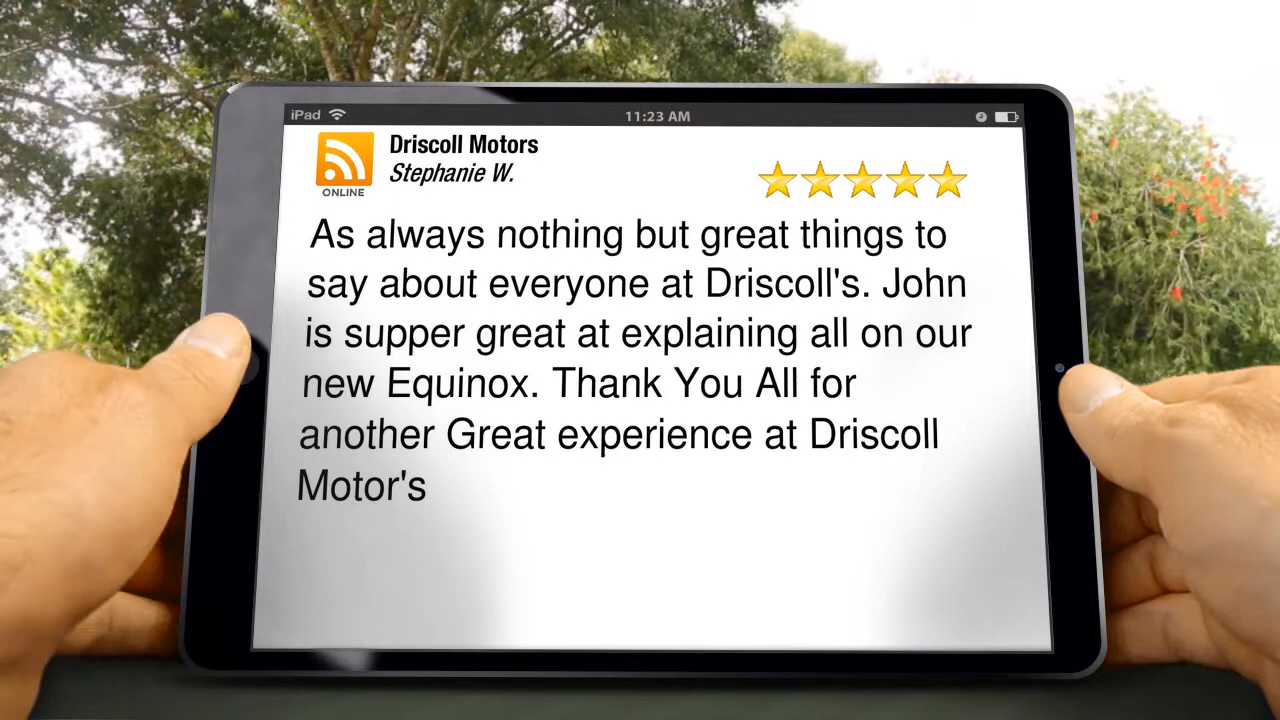 iPad
11:23 AM
Driscoll Motors
Stephanie W.
ONLINE
As always nothing but great things to
say about everyone at Driscoll's. John
is supper great at explaining all on our
new Equinox. Thank You All for
another Great experience at Driscoll
Motor's